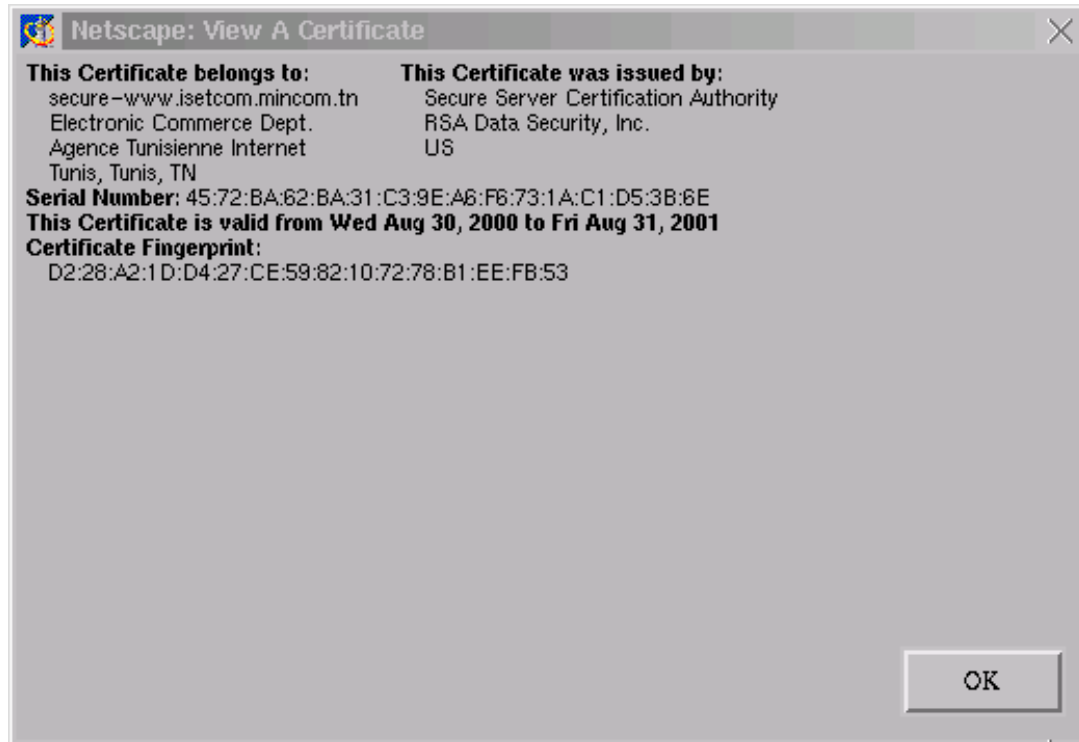 Netscape: View A Certificate
This Certificate belongs to:
secure-www.isetcom.mincom.tn
Electronic Commerce Dept.
Agence Tunisienne Internet
Tunis, Tunis, TN
This Certificate was issued by:
Secure Server Certification Authority
RSA Data Security, Inc.
US
Serial Number: 45:72:BA:62:BA:31:C3:9E:A6:F6:73:1A:C1:D5:3B:6E
This Certificate is valid from Wed Aug 30, 2000 to Fri Aug 31, 2001
Certificate Fingerprint:
D2:28:A2:1D:D4:27:CE:59:82:10:72:78:B1:EE:FB:53
OK